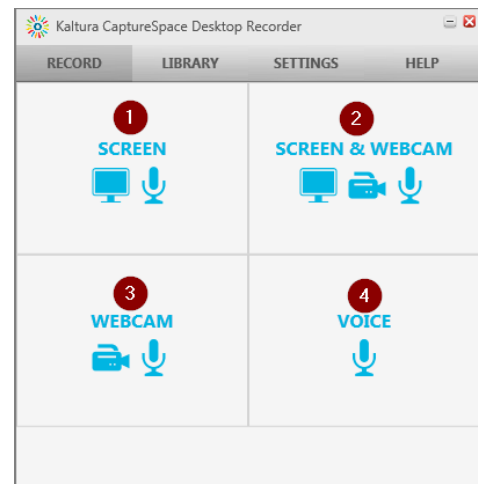 Kaltura CaptureSpace Desktop Recorder
RECORD LIBRARY SETTINGS HELP
1
SCREEN
2
SCREEN & WEBCAM
3
WEBCAM
4
VOICE